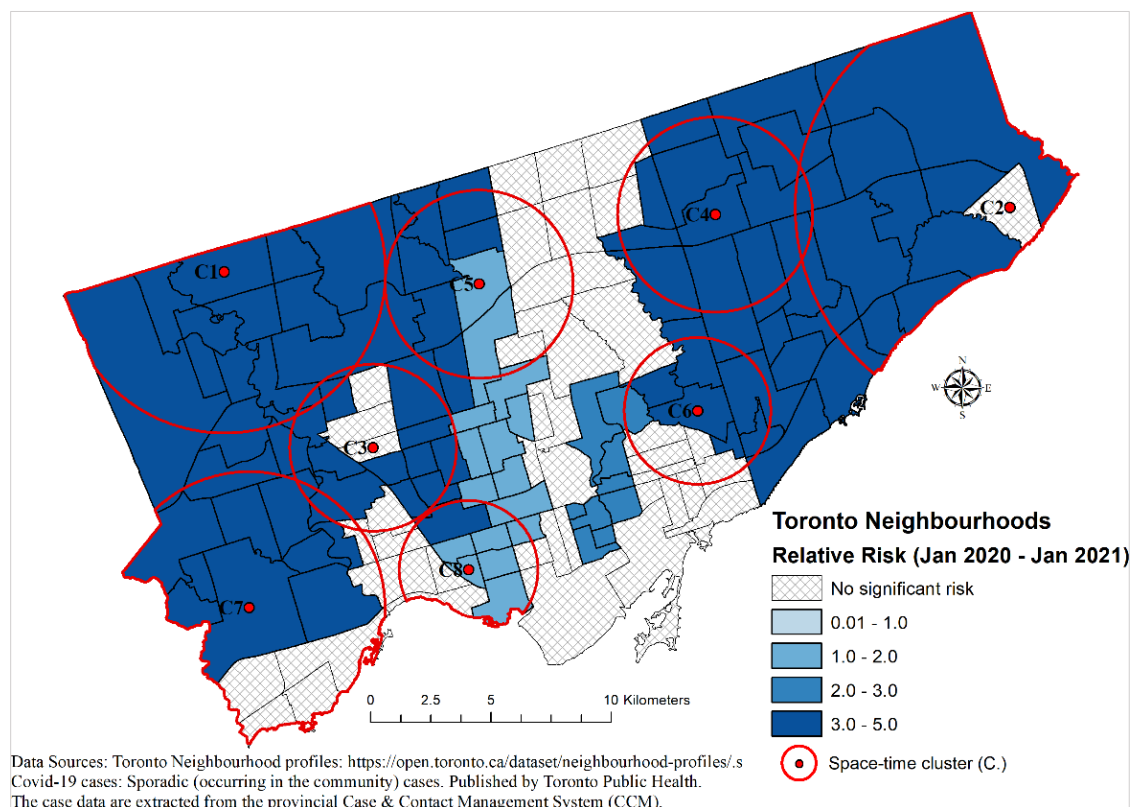 C1
C2
C3
C4
C5
C6
C7
C8
N
W
E
S
Toronto Neighbourhoods
Relative Risk (Jan 2020 - Jan 2021)
No significant risk
0.01 - 1.0
1.0 - 2.0
2.0 - 3.0
3.0 - 5.0
Space-time cluster (C.)
0 2.5 5 10 Kilometers
Data Sources: Toronto Neighbourhood profiles: https://open.toronto.ca/dataset/neighbourhood-profiles/.s
Covid-19 cases: Sporadic (occurring in the community) cases. Published by Toronto Public Health.
The case data are extracted from the provincial Case & Contact Management System (CCM).